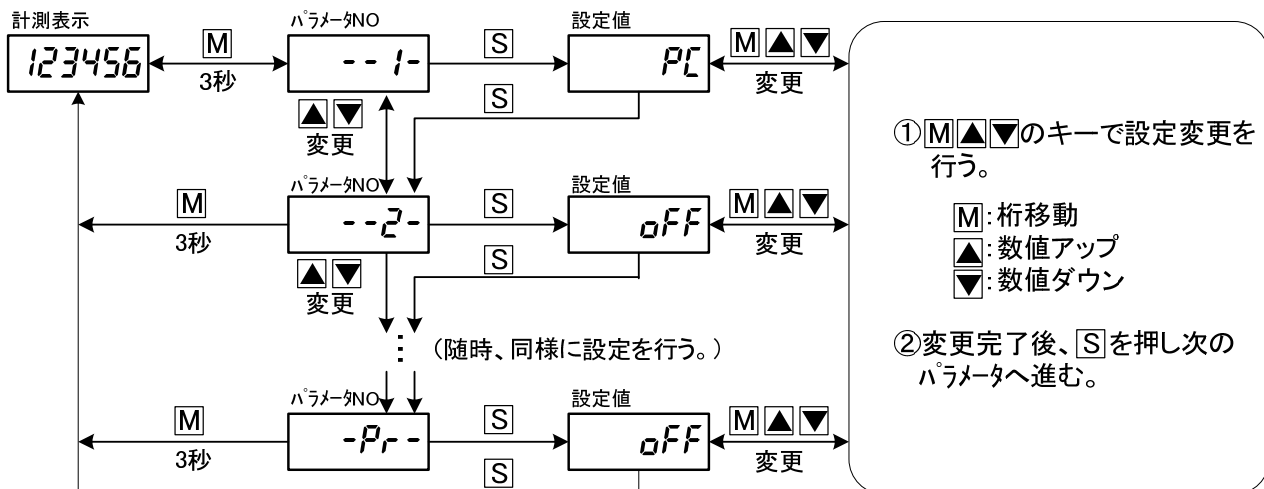 計測表示
パラメータNO
設定値
123456
M
3秒
--1-
S
PC
M▲▼
変更
▲▼
変更
S
パラメータNO
設定値
M
3秒
--2-
S
oFF
M▲▼
変更
▲▼
変更
S
(随時、同様に設定を行う。)
パラメータNO
設定値
M
3秒
-Pr-
S
oFF
M▲▼
変更
S
①M▲▼のキーで設定変更を
行う。
M:桁移動
▲:数値アップ
▼:数値ダウン
②変更完了後、Sを押し次の
パラメータへ進む。